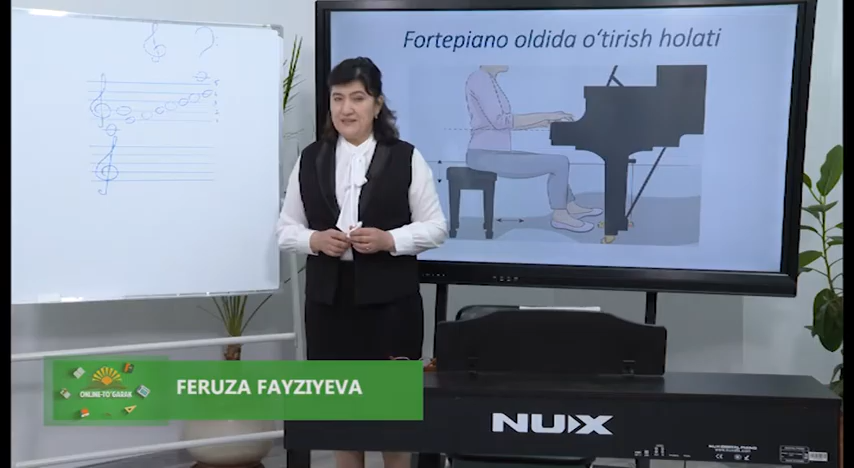 Fortepiano oldida o‘tirish holati
ONLINE-TO‘GARAK
FERUZA FAYZIYEVA
NUX